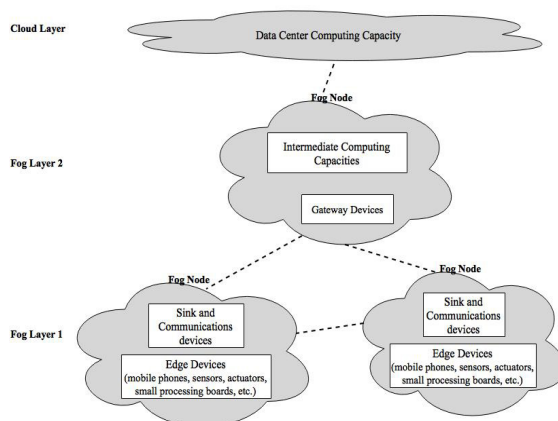 Cloud Layer
Data Center Computing Capacity
Fog Node
Intermediate Computing
Capacities
Fog Layer 2
Gateway Devices
Fog Node
Fog Node
Sink and
Communications
devices
Sink and
Communications
devices
Fog Layer 1
Edge Devices
(mobile phones, sensors, actuators,
small processing boards, etc.)
Edge Devices
(mobile phones, sensors, actuators,
small processing boards, etc.)